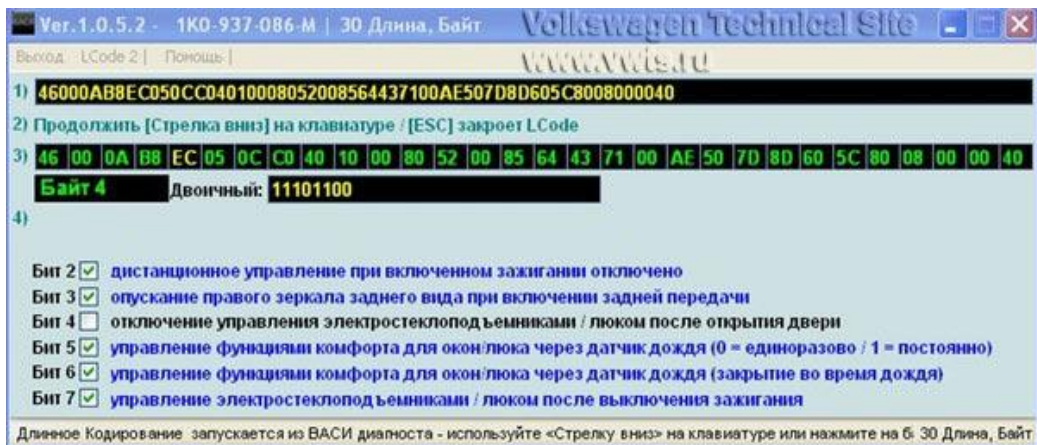 Ver.1.0.5.2 - 1K0-937-086-M | 30 Длина, Байт Volkswagen Technical Site
Выход LCode 2 | Помощь | www.vwts.ru
1) 46000AB8EC050CC04010008052008564437100AE507D8D605C8008000040
2) Продолжить [Стрелка вниз] на клавиатуре / [ESC] закроет LCode
3) 46 00 0A B8 EC 05 0C C0 40 10 00 80 52 00 85 64 43 71 00 AE 50 7D 8D 60 5C 80 08 00 00 40
Байт 4 Двоичный: 11101100
4)
Бит 2 дистанционное управление при включенном зажигании отключено
Бит 3 опускание правого зеркала заднего вида при включении задней передачи
Бит 4 отключение управления электростеклоподъемниками / люком после открытия двери
Бит 5 управление функциями комфорта для окон/люка через датчик дождя (0 = единоразово / 1 = постоянно)
Бит 6 управление функциями комфорта для окон/люка через датчик дождя (закрытие во время дождя)
Бит 7 управление электростеклоподъемниками / люком после выключения зажигания
Длинное Кодирование запускается из ВАСИ диагноста - используйте «Стрелку вниз» на клавиатуре или нажмите на б 30 Длина, Байт